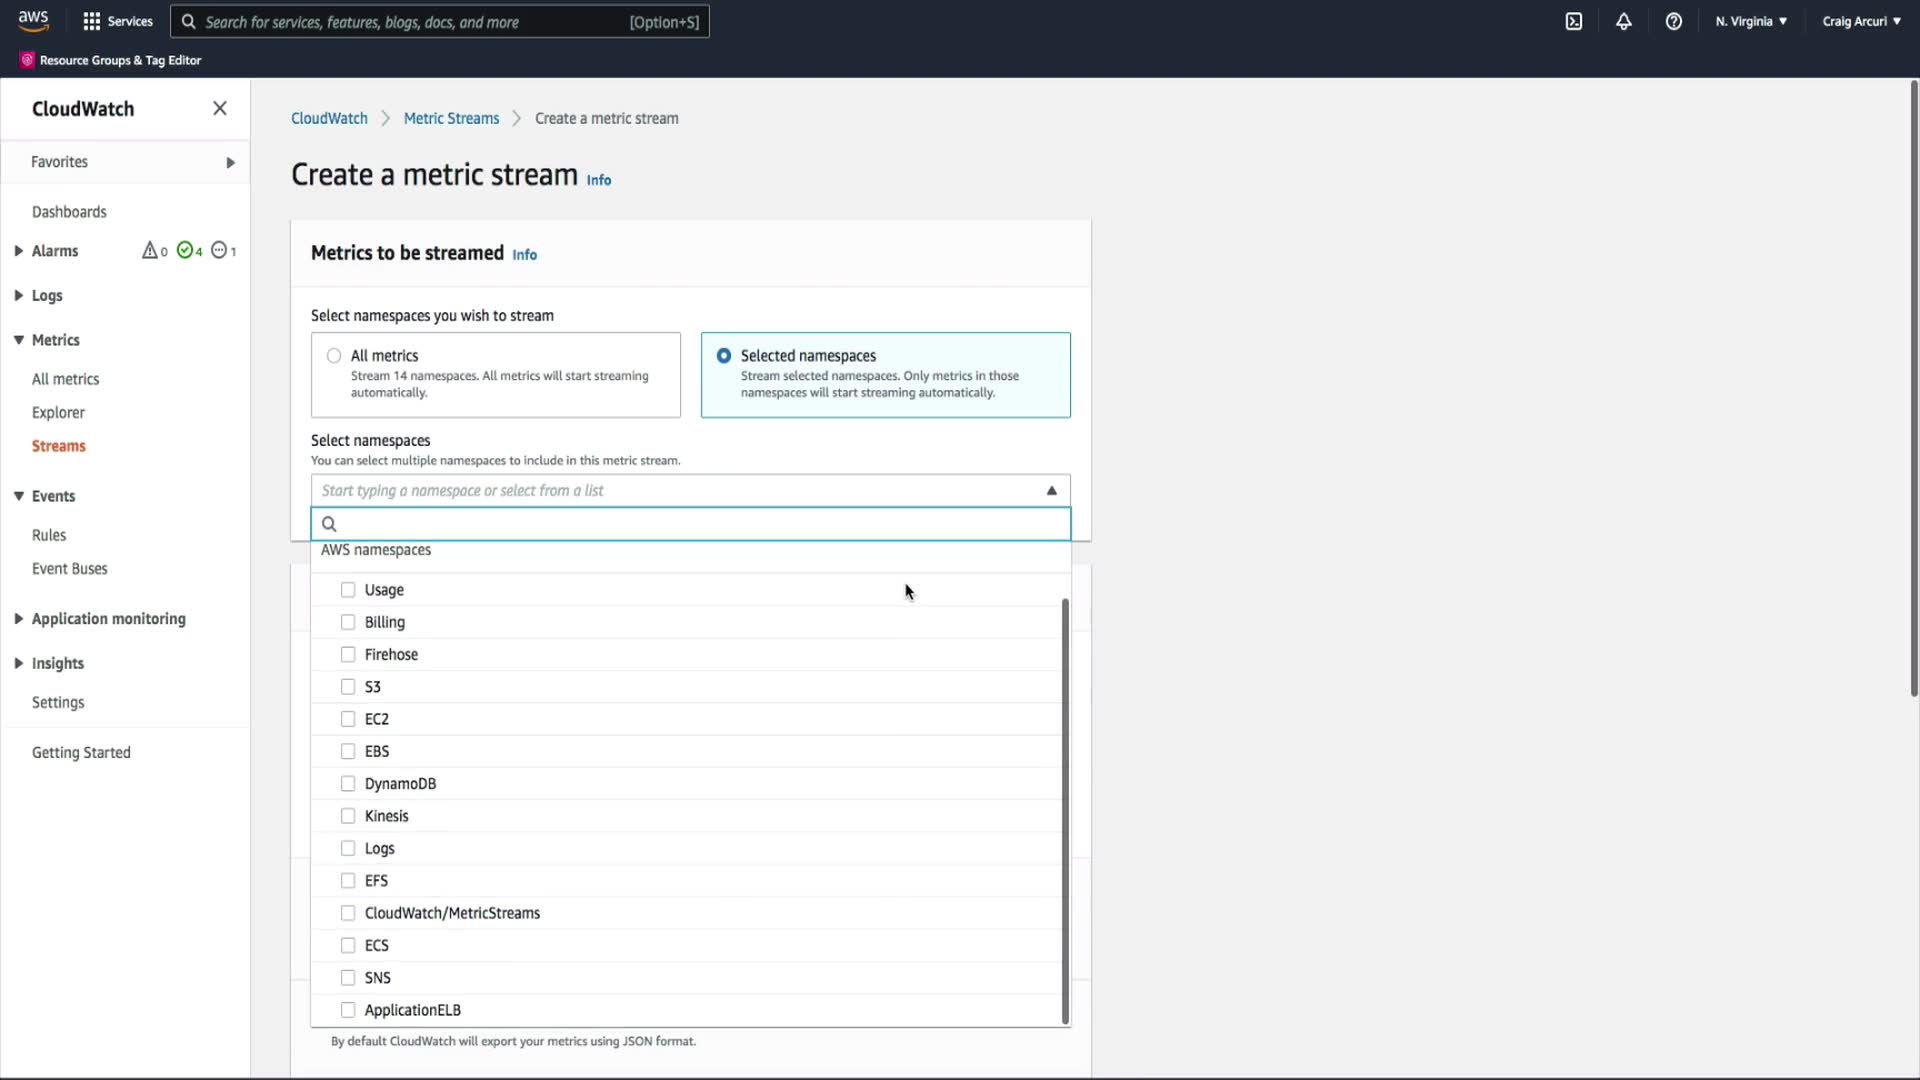 aws
Services
Search for services, features, blogs, docs, and more
[Option+S]
N. Virginia
Craig Arcuri
Resource Groups & Tag Editor
CloudWatch
Favorites
Dashboards
Alarms
0
4
1
Logs
Metrics
All metrics
Explorer
Streams
Events
Rules
Event Buses
Application monitoring
Insights
Settings
Getting Started
CloudWatch
Metric Streams
Create a metric stream
Create a metric stream Info
Metrics to be streamed Info
Select namespaces you wish to stream
All metrics
Stream 14 namespaces. All metrics will start streaming
automatically.
Selected namespaces
Stream selected namespaces. Only metrics in those
namespaces will start streaming automatically.
Select namespaces
You can select multiple namespaces to include in this metric stream.
Start typing a namespace or select from a list
AWS namespaces
Usage
Billing
Firehose
S3
EC2
EBS
DynamoDB
Kinesis
Logs
EFS
CloudWatch/MetricStreams
ECS
SNS
ApplicationELB
By default CloudWatch will export your metrics using JSON format.